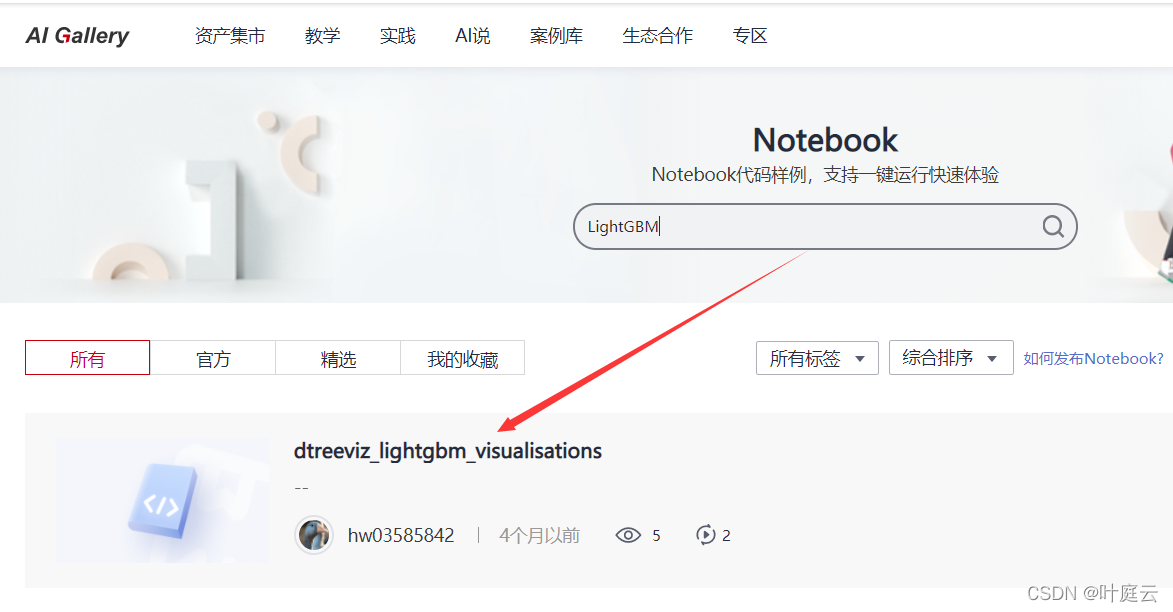 AI Gallery 资产集市 教学 实践 AI说 案例库 生态合作 专区
Notebook
Notebook代码样例，支持一键运行快速体验
LightGBM
所有 官方 精选 我的收藏 所有标签 综合排序 如何发布Notebook?
dtreeviz_lightgbm_visualisations
--
hw03585842 | 4个月以前 5 2
CSDN @叶庭云